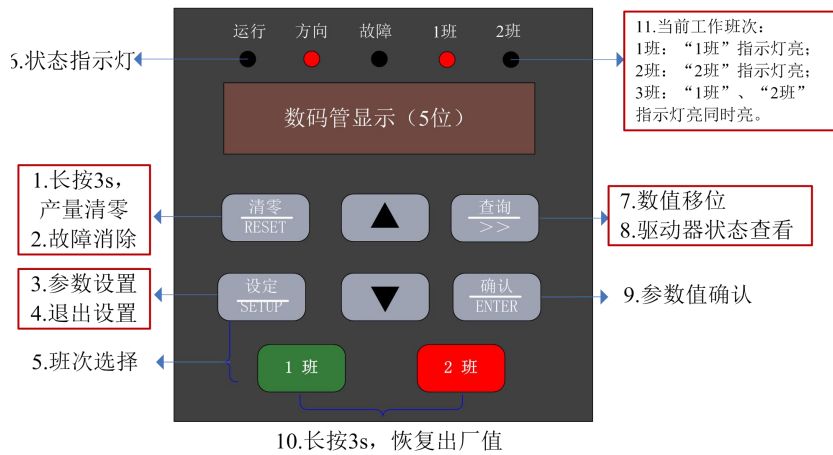 运行 方向 故障 1班 2班
6.状态指示灯
11.当前工作班次：
1班：“1班”指示灯亮；
2班：“2班”指示灯亮；
3班：“1班”、“2班”
指示灯亮同时亮。
数码管显示（5位）
1.长按3s，
产量清零
2.故障消除
清零
RESET
查询
>>
7.数值移位
8.驱动器状态查看
3.参数设置
4.退出设置
设定
SETUP
确认
ENTER
9.参数值确认
5.班次选择
1 班
2 班
10.长按3s，恢复出厂值